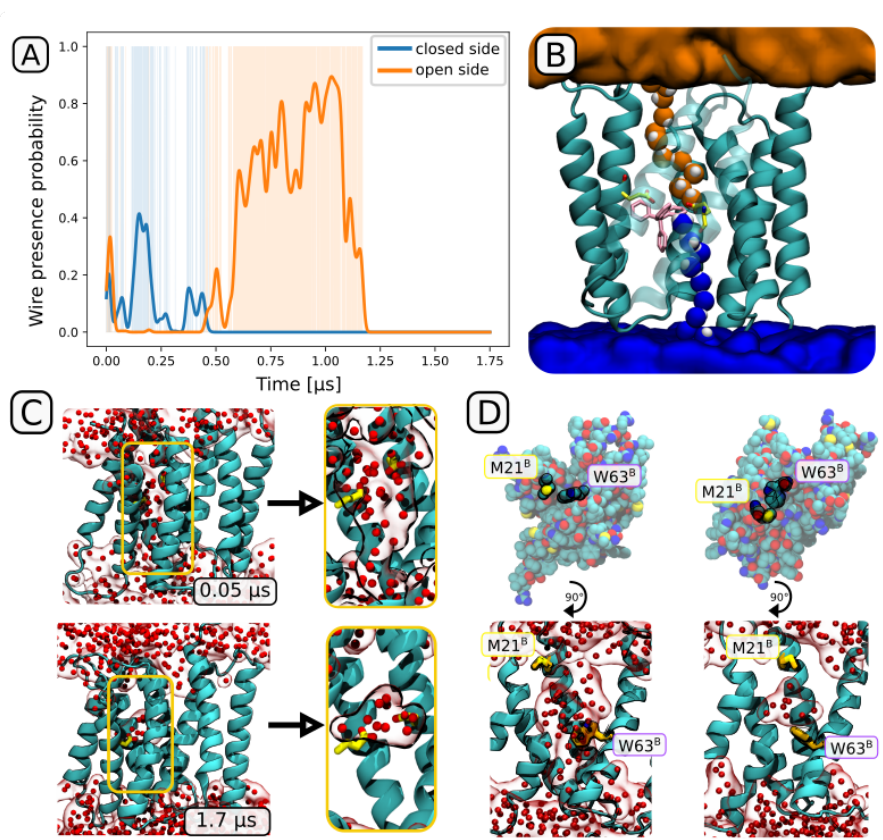 A
1.0
0.8
0.6
0.4
0.2
0.0
Wire presence probability
closed side
open side
0.00 0.25 0.50 0.75 1.00 1.25 1.50 1.75
Time [μs]
B
C
0.05 μs
1.7 μs
D
M21ᴮ
W63ᴮ
M21ᴮ
W63ᴮ
90°
90°
M21ᴮ
W63ᴮ
M21ᴮ
W63ᴮ